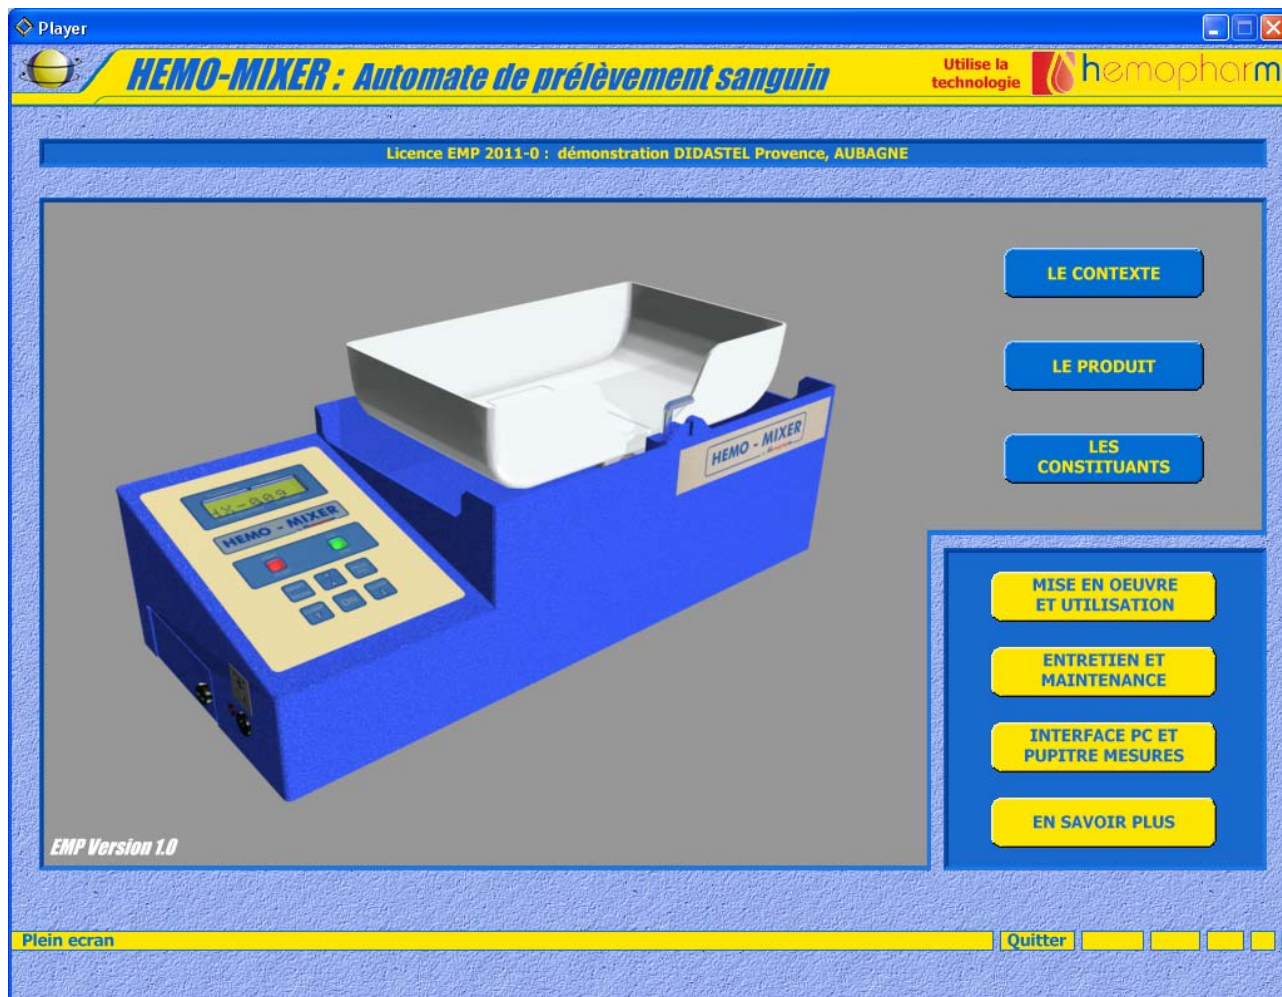 Player
HEMO-MIXER : Automate de prélèvement sanguin
Utilise la
technologie
hemopharm
Licence EMP 2011-0 : démonstration DIDASTEL Provence, AUBAGNE
LE CONTEXTE
LE PRODUIT
LES
CONSTITUANTS
HEMO - MIXER
HEMO - MIXER
MISE EN OEUVRE
ET UTILISATION
ENTRETIEN ET
MAINTENANCE
INTERFACE PC ET
PUPITRE MESURES
EN SAVOIR PLUS
EMP Version 1.0
Plein ecran
Quitter